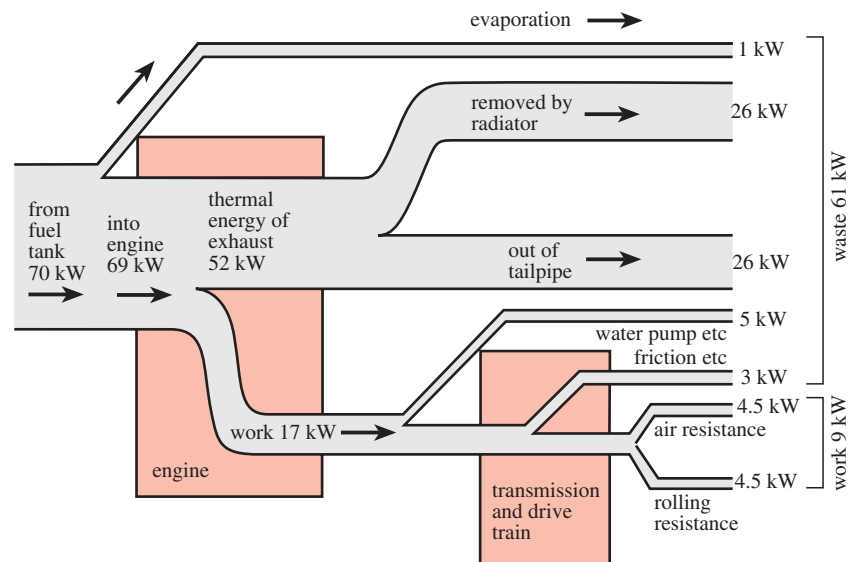 evaporation
1 kW
removed by
radiator
26 kW
from
fuel
tank
70 kW
into
engine
69 kW
thermal
energy of
exhaust
52 kW
out of
tailpipe
26 kW
waste 61 kW
5 kW
water pump etc
friction etc
3 kW
work 17 kW
4.5 kW
air resistance
4.5 kW
rolling
resistance
work 9 kW
engine
transmission
and drive
train